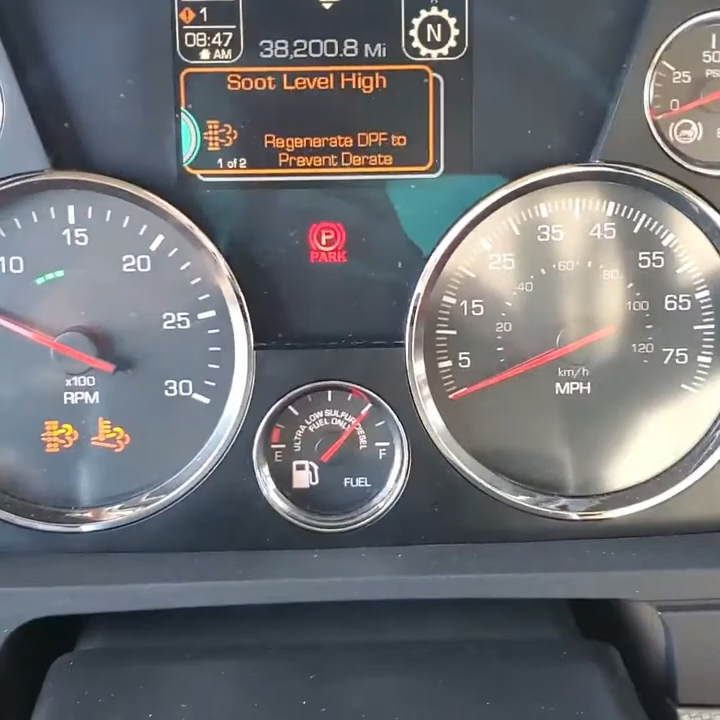 1
08:47
AM
38,200.8 Mi
N
Soot Level High
Regenerate DPF to
Prevent Derate
1 of 2
50
25
PSI
0
10
15
20
25
30
x100
RPM
P
PARK
5
15
25
35
45
55
65
75
20
40
60
80
100
120
km/h
MPH
ULTRA LOW SULFUR DIESEL
FUEL ONLY
E
F
FUEL